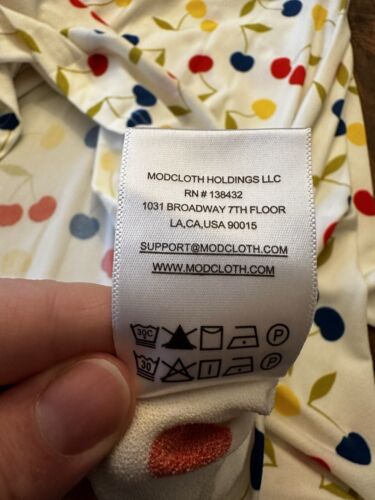 MODCLOTH HOLDINGS LLC
RN # 138432
1031 BROADWAY 7TH FLOOR
LA,CA,USA 90015
SUPPORT@MODCLOTH.COM
WWW.MODCLOTH.COM
30C P
30 P